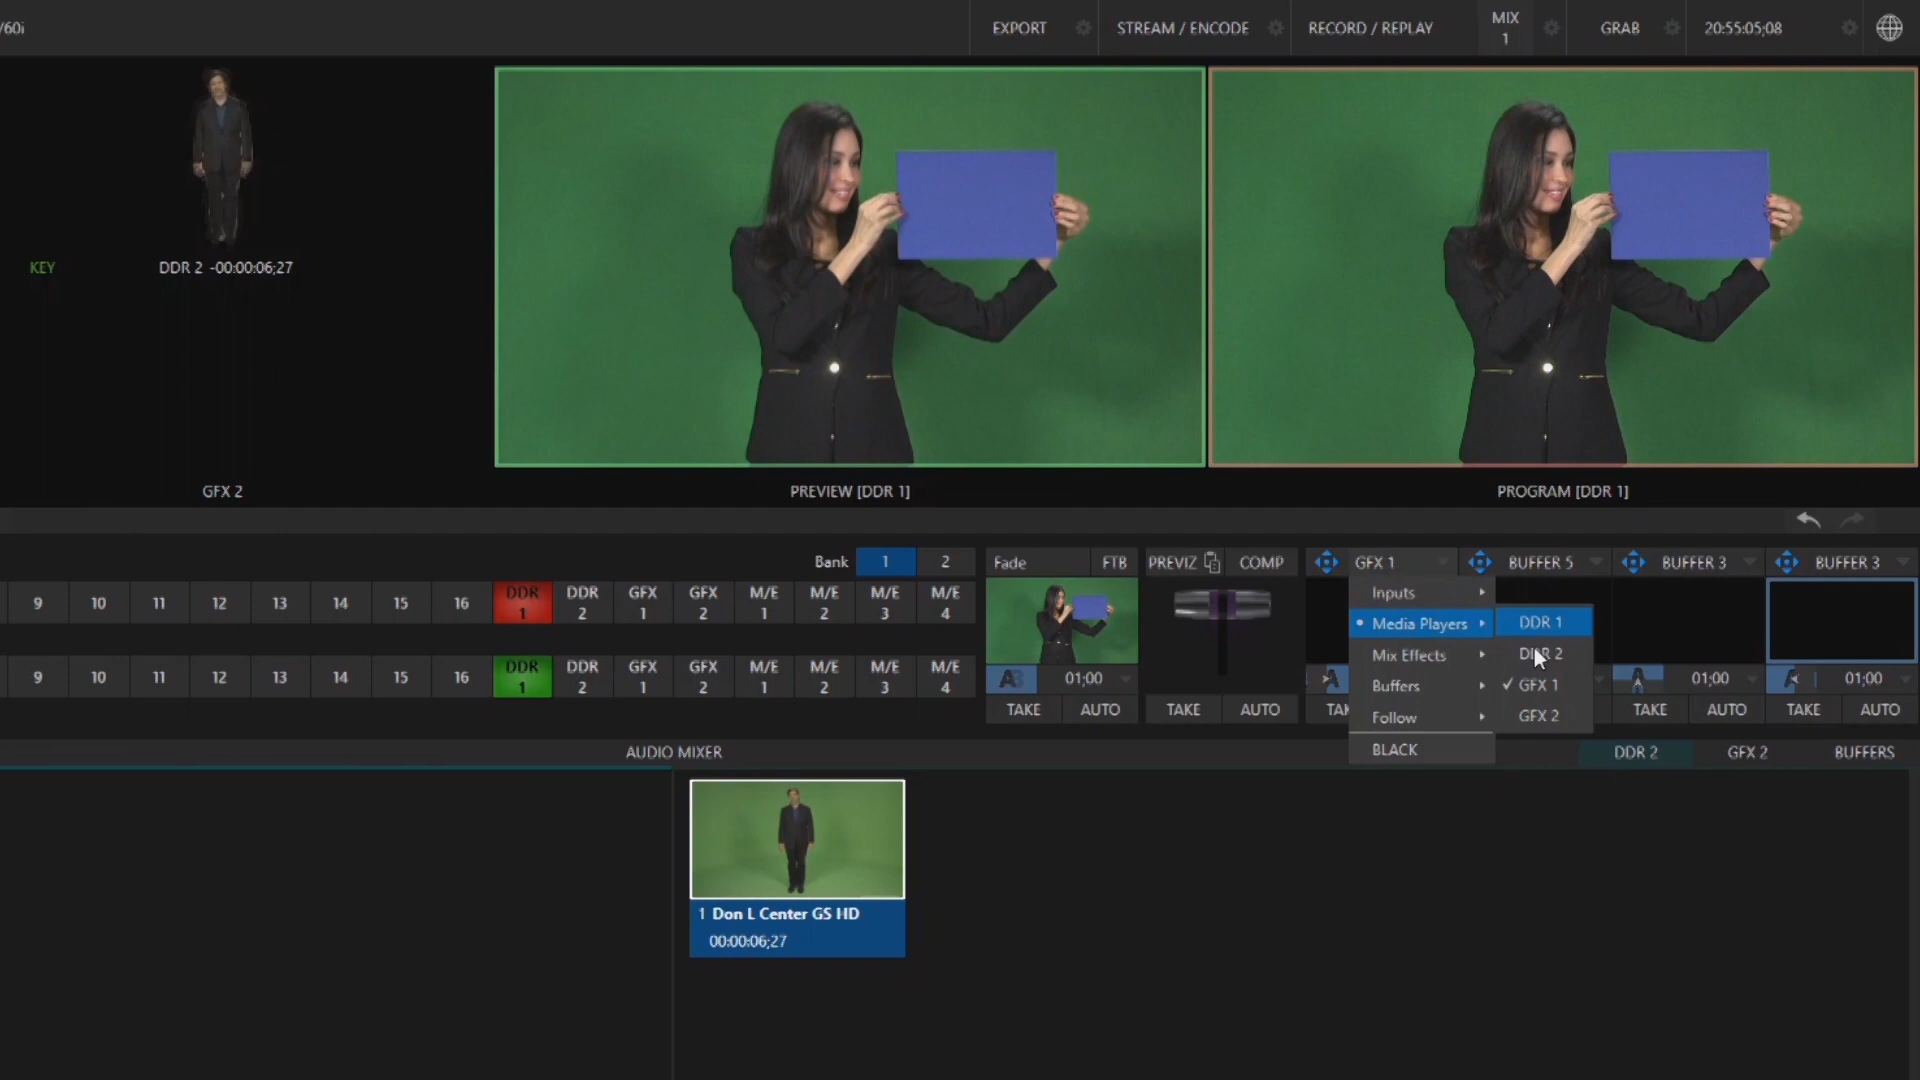 /60i
EXPORT
STREAM / ENCODE
RECORD / REPLAY
MIX
1
GRAB
20:55:05;08
KEY
DDR 2 -00:00:06;27
GFX 2
PREVIEW [DDR 1]
PROGRAM [DDR 1]
Bank
1
2
Fade
FTB
PREVIZ
COMP
GFX 1
BUFFER 5
BUFFER 3
BUFFER 3
9
10
11
12
13
14
15
16
DDR 1
DDR 2
GFX 1
GFX 2
M/E 1
M/E 2
M/E 3
M/E 4
Inputs
Media Players
Mix Effects
Buffers
Follow
BLACK
DDR 1
DDR 2
GFX 1
GFX 2
9
10
11
12
13
14
15
16
DDR 1
DDR 2
GFX 1
GFX 2
M/E 1
M/E 2
M/E 3
M/E 4
01;00
01;00
01;00
TAKE
AUTO
TAKE
AUTO
TAK
TAKE
AUTO
TAKE
AUTO
AUDIO MIXER
DDR 2
GFX 2
BUFFERS
1 Don L Center GS HD
00:00:06;27